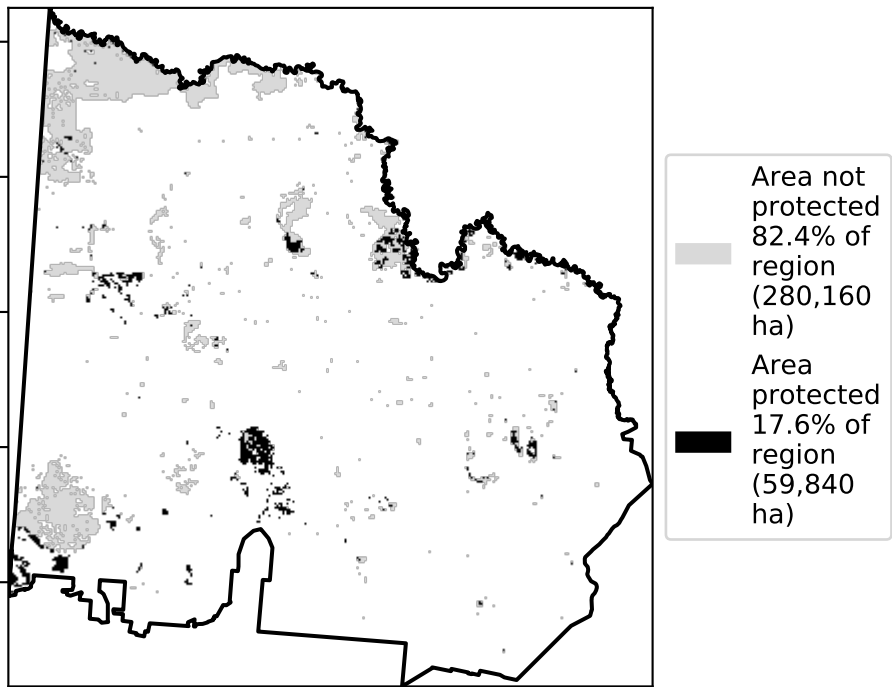 Area not
protected
82.4% of
region
(280,160
ha)
Area
protected
17.6% of
region
(59,840
ha)